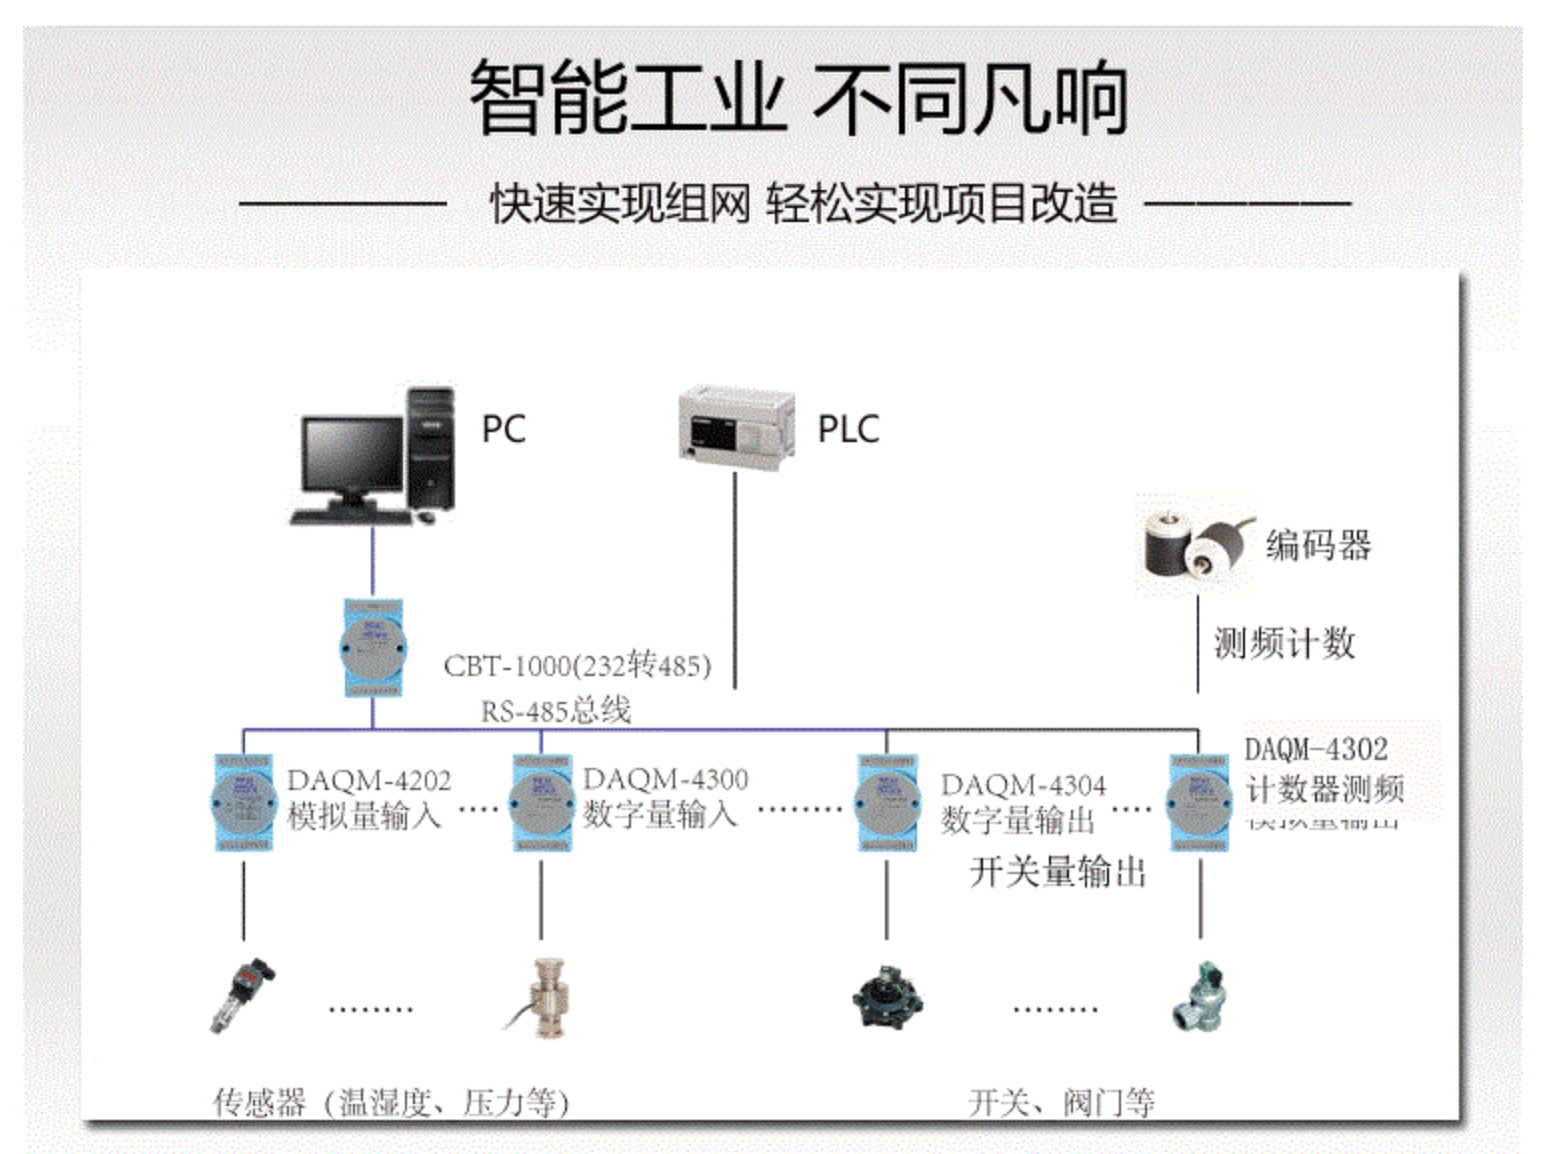 智能工业 不同凡响
快速实现组网 轻松实现项目改造
PC
PLC
编码器
测频计数
CBT-1000(232转485)
RS-485总线
DAQM-4202
模拟量输入
DAQM-4300
数字量输入
DAQM-4304
数字量输出
开关量输出
DAQM-4302
计数器测频
传感器 (温湿度、压力等)
开关、阀门等